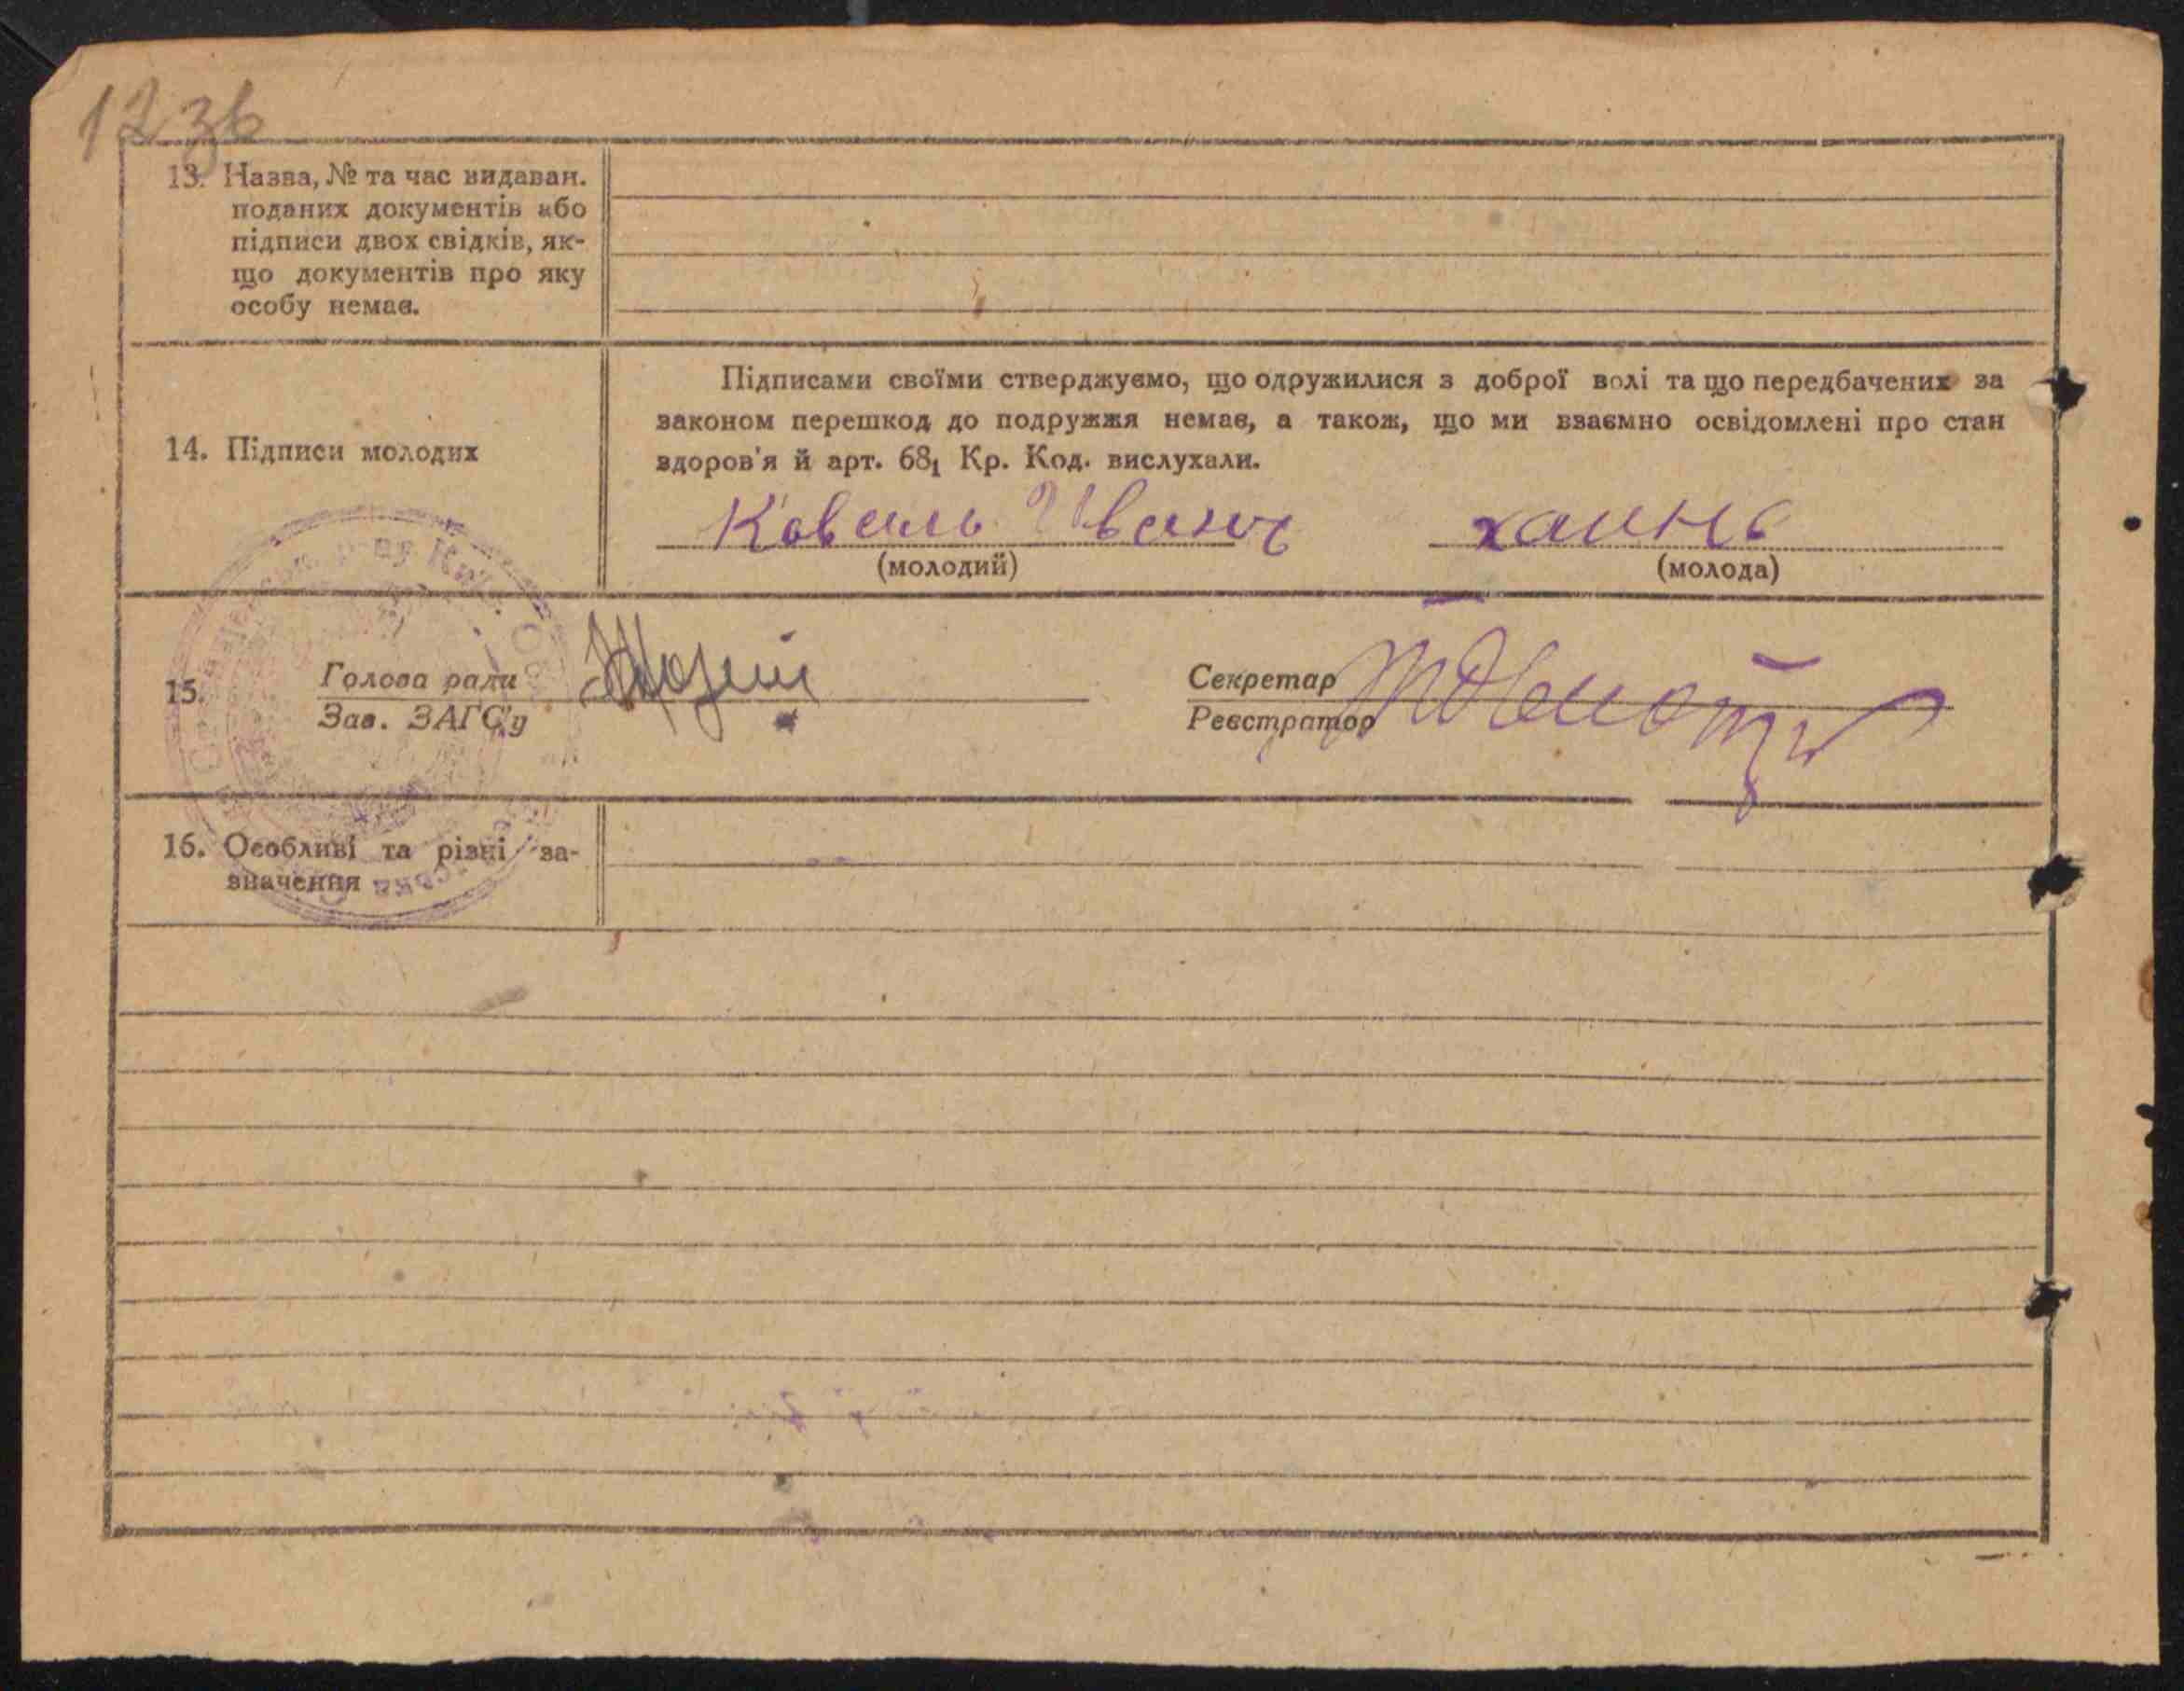 12зв
13. Назва, № та час видаван.
поданих документів або
підписи двох свідків, як-
що документів про яку
особу немає.
14. Підписи молодих
Підписами своїми стверджуємо, що одружилися з доброї волі та що передбачених за
законом перешкод до подружжя немає, а також, що ми взаємно освідомлені про стан
здоров'я й арт. 68₁ Кр. Код. вислухали.
Коваль Іван
(молодий)
(молода)
15. Голова ради
Зав. ЗАГС'у
Секретар
Реєстратор
16. Особливі та різні за-
значення